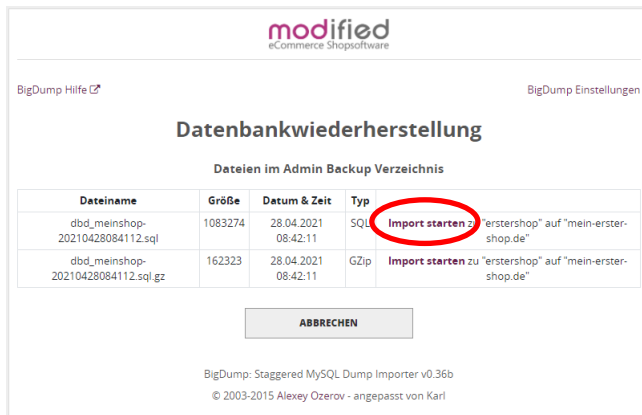 modified
eCommerce Shopsoftware
BigDump Hilfe
BigDump Einstellungen
Datenbankwiederherstellung
Dateien im Admin Backup Verzeichnis
Dateiname Größe Datum & Zeit Typ
dbd_meinshop- 1083274 28.04.2021 SQL Import starten zu "erstershop" auf "mein-erster-
20210428084112.sql 08:42:11 shop.de"
dbd_meinshop- 162323 28.04.2021 GZip Import starten zu "erstershop" auf "mein-erster-
20210428084112.sql.gz 08:42:11 shop.de"
ABBRECHEN
BigDump: Staggered MySQL Dump Importer v0.36b
© 2003-2015 Alexey Ozerov - angepasst von Karl